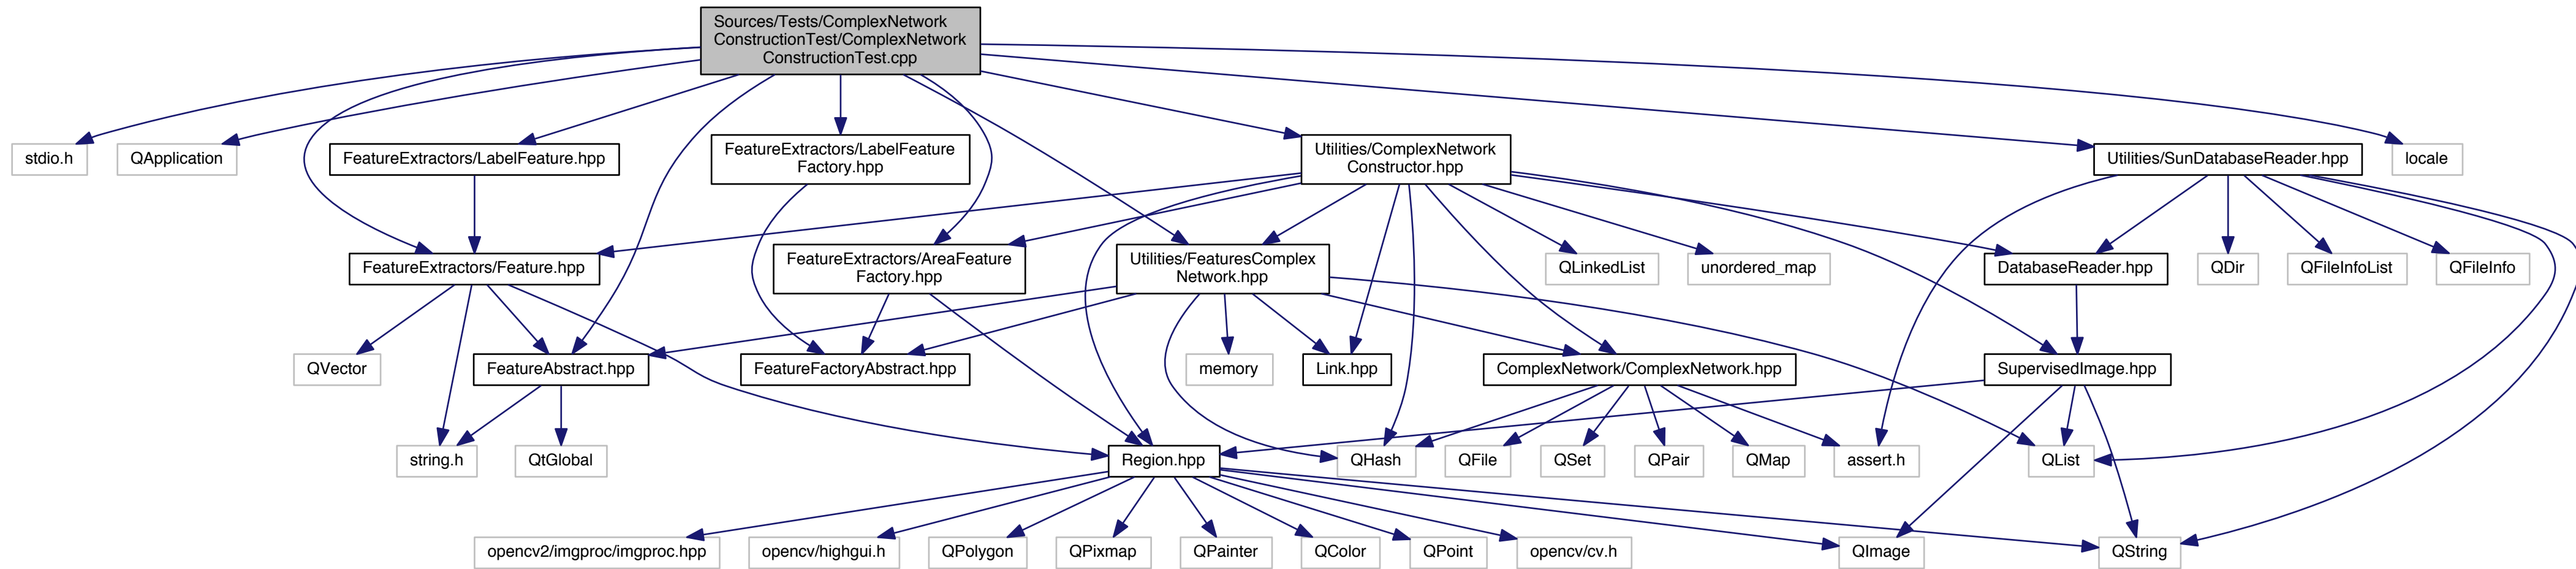 Sources/Tests/ComplexNetwork
ConstructionTest/ComplexNetwork
ConstructionTest.cpp
stdio.h
QApplication
FeatureExtractors/LabelFeature.hpp
FeatureExtractors/LabelFeature
Factory.hpp
Utilities/ComplexNetwork
Constructor.hpp
Utilities/SunDatabaseReader.hpp
locale
FeatureExtractors/Feature.hpp
FeatureExtractors/AreaFeature
Factory.hpp
Utilities/FeaturesComplex
Network.hpp
QLinkedList
unordered_map
DatabaseReader.hpp
QDir
QFileInfoList
QFileInfo
QVector
FeatureAbstract.hpp
FeatureFactoryAbstract.hpp
memory
Link.hpp
ComplexNetwork/ComplexNetwork.hpp
SupervisedImage.hpp
string.h
QtGlobal
Region.hpp
QHash
QFile
QSet
QPair
QMap
assert.h
QList
opencv2/imgproc/imgproc.hpp
opencv/highgui.h
QPolygon
QPixmap
QPainter
QColor
QPoint
opencv/cv.h
QImage
QString